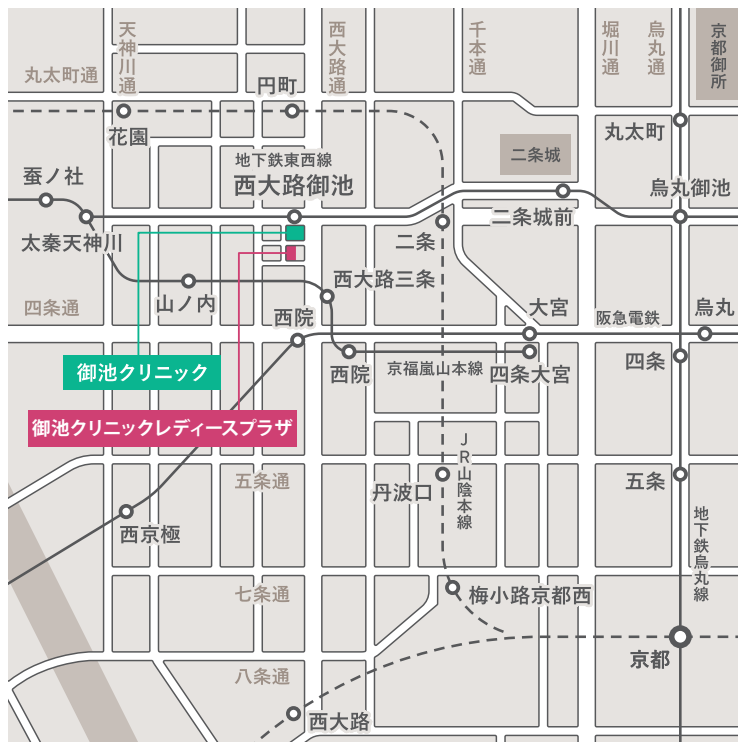 天神川通
西大路通
千本通
堀川通
烏丸通
京都御所
丸太町通
円町
花園
丸太町
地下鉄東西線
西大路御池
二条城
蚕ノ社
烏丸御池
太秦天神川
二条城前
二条
西大路三条
四条通
山ノ内
西院
大宮
阪急電鉄
烏丸
御池クリニック
西院
京福嵐山本線
四条大宮
四条
御池クリニックレディースプラザ
JR山陰本線
五条通
丹波口
五条
西京極
地下鉄烏丸線
七条通
梅小路京都西
京都
八条通
西大路